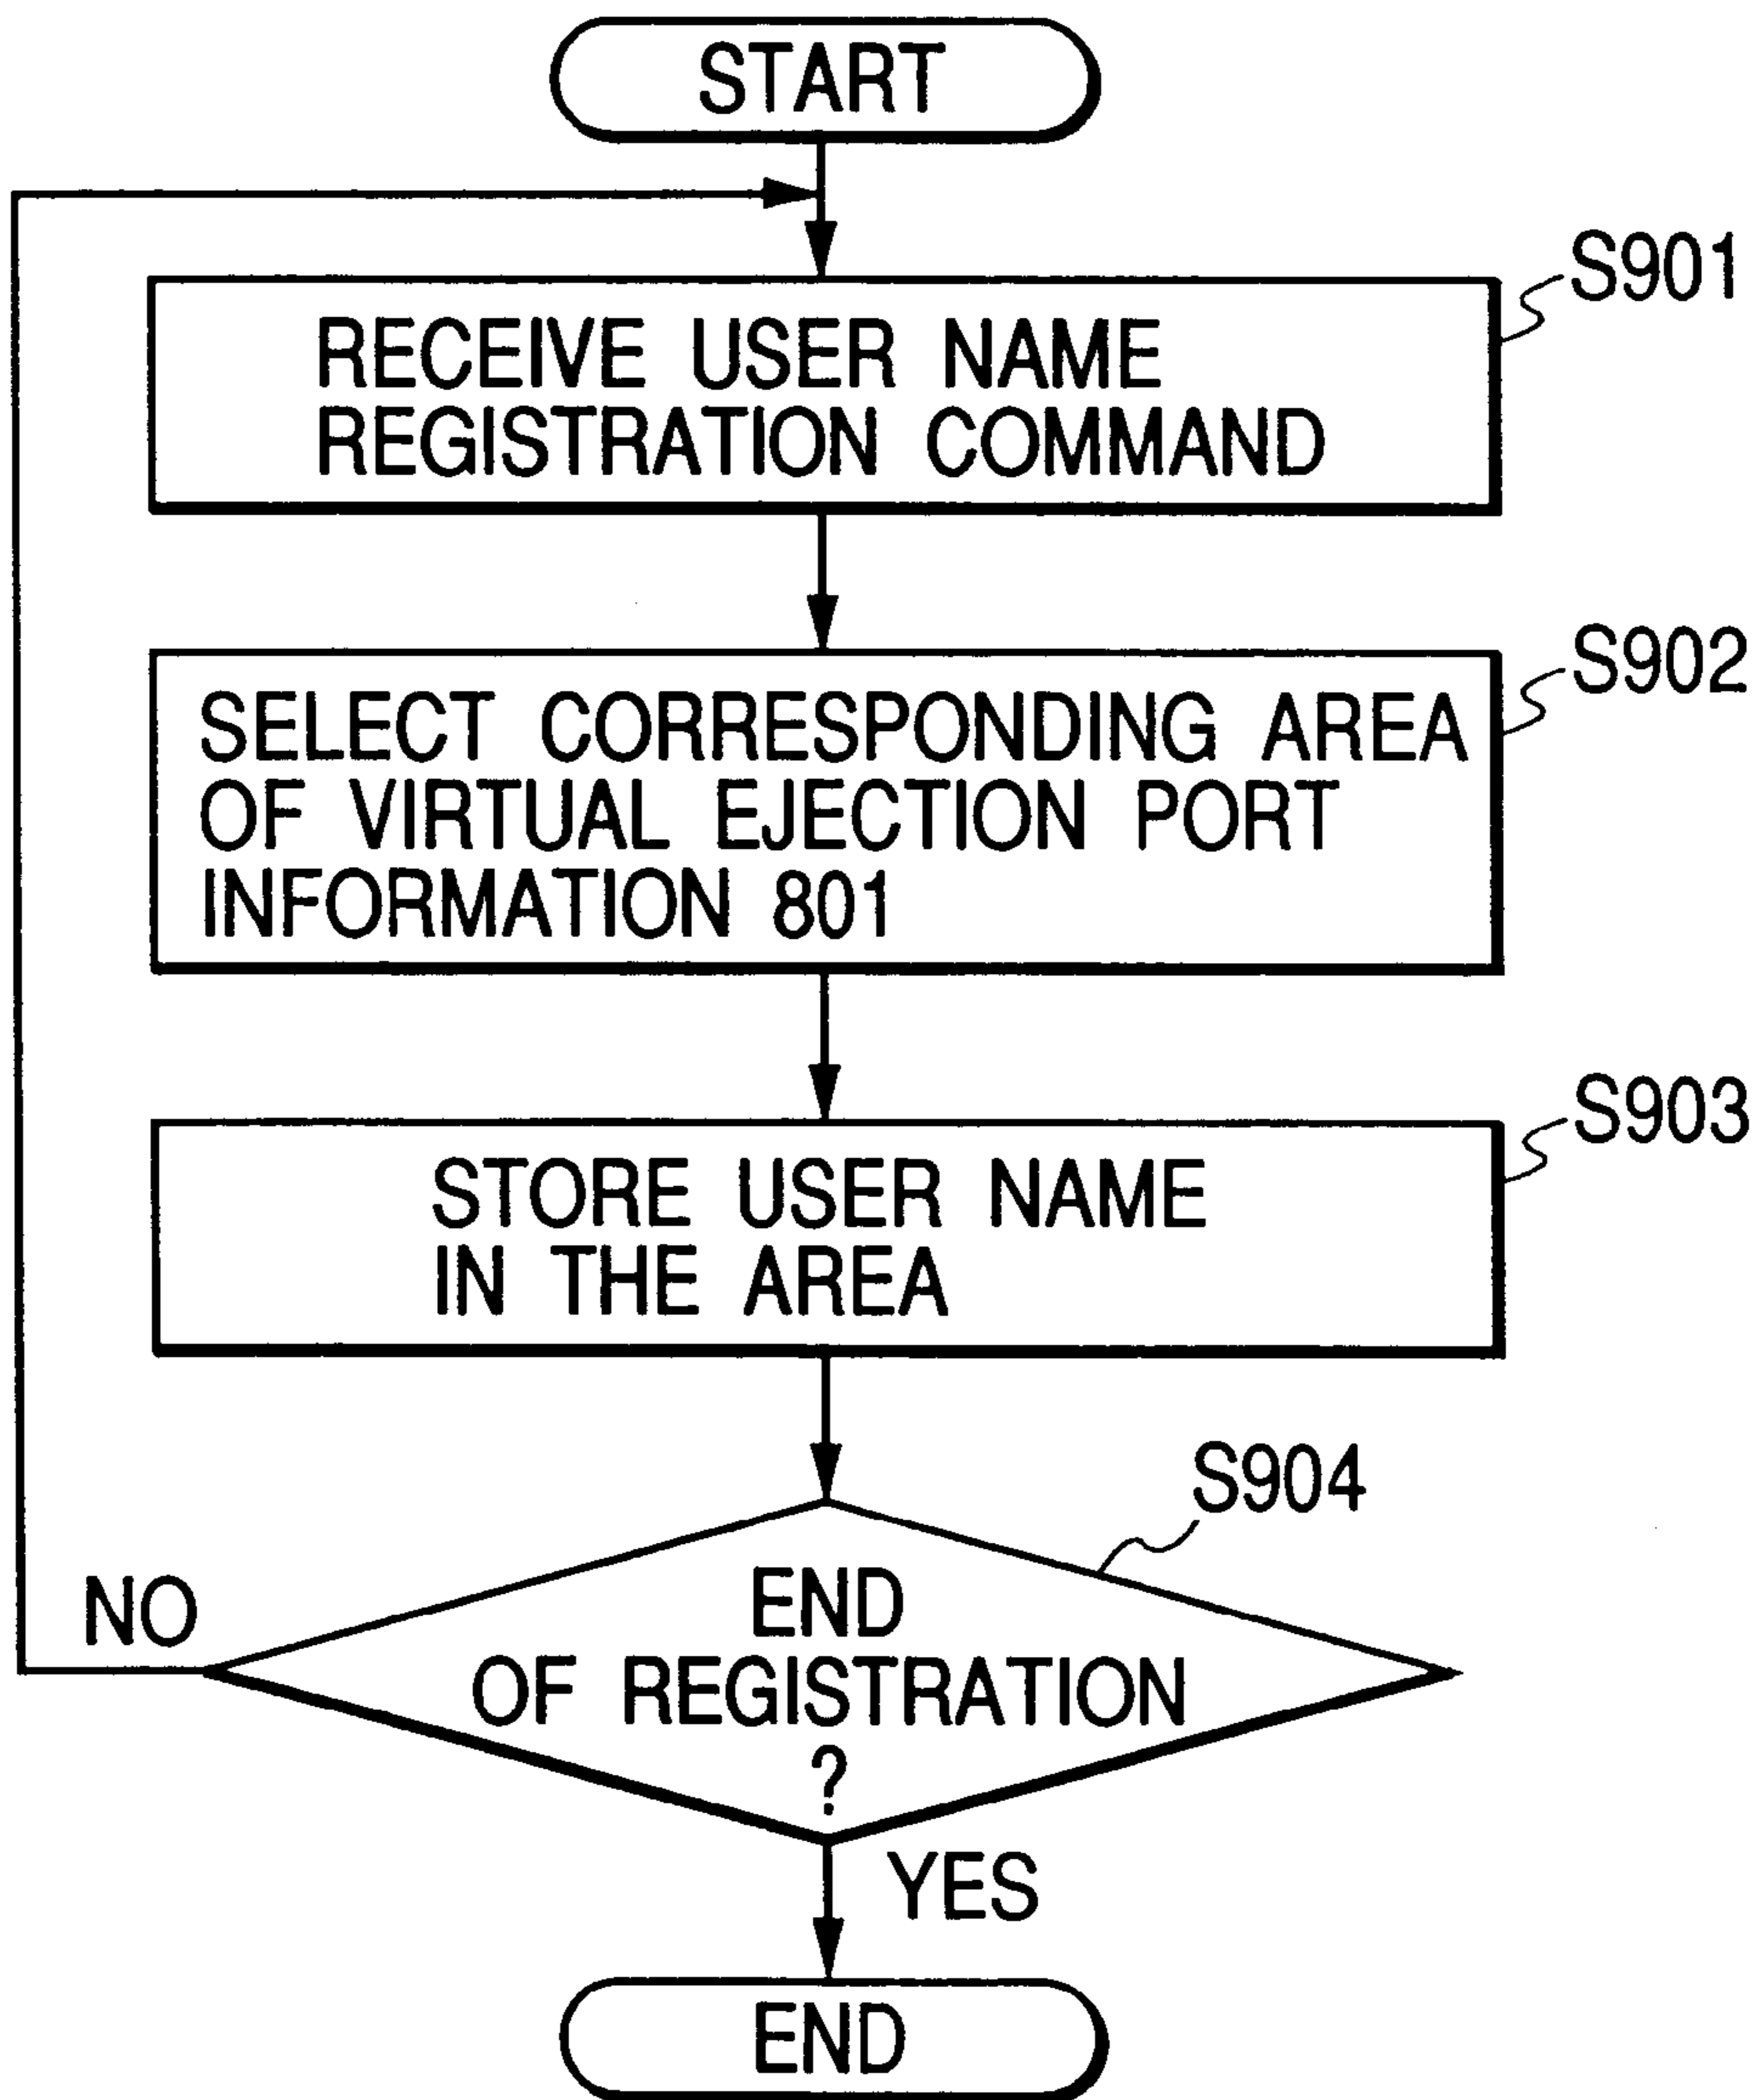 START
S901
RECEIVE USER NAME
REGISTRATION COMMAND
S902
SELECT CORRESPONDING AREA
OF VIRTUAL EJECTION PORT
INFORMATION 801
S903
STORE USER NAME
IN THE AREA
S904
END
OF REGISTRATION
?
NO
YES
END